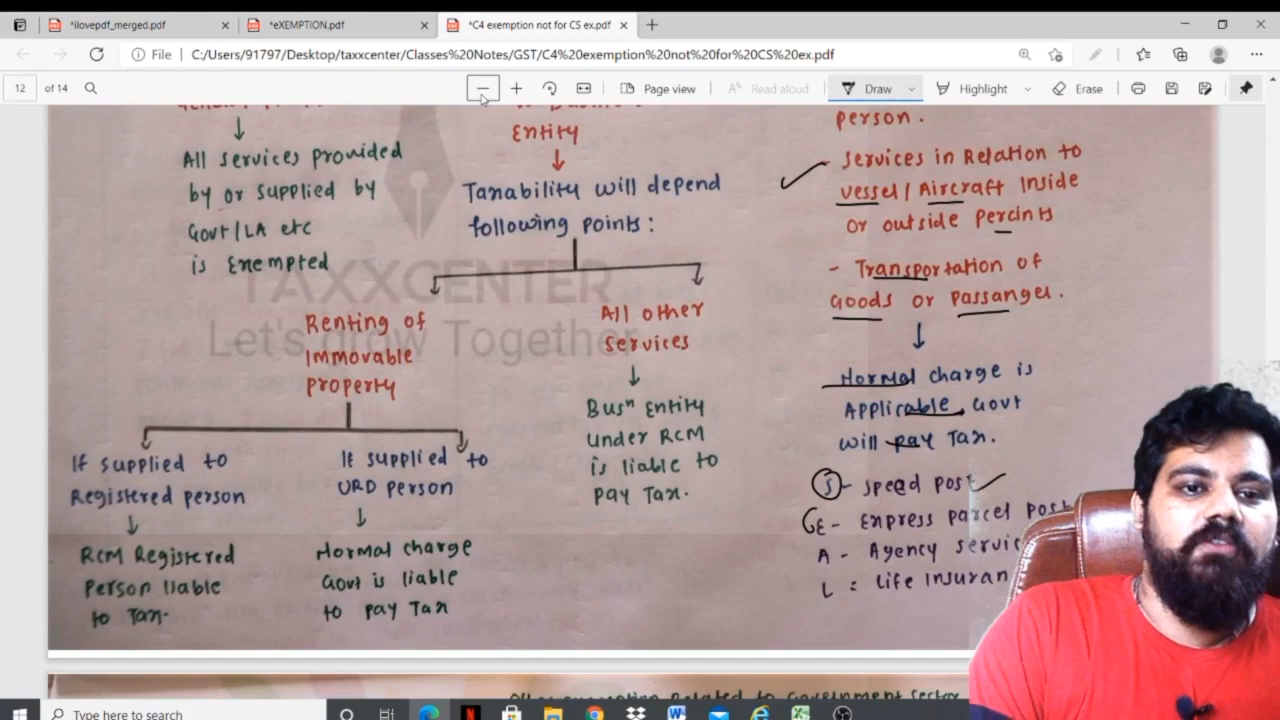 *ilovepdf_merged.pdf
*eXEMPTION.pdf
*C4 exemption not for CS ex.pdf
File
C:/Users/91797/Desktop/taxxcenter/Classes%20Notes/GST/C4%20exemption%20not%20for%20CS%20ex.pdf
12 of 14
Page view
Read aloud
Draw
Highlight
Erase
All services provided
by or supplied by
Govt/LA etc
is Exempted
Entity
Taxability will depend
following points:
Renting of
Immovable
Property
All other
Services
Busn Entity
under RCM
is liable to
pay Tax.
If supplied to
Registered person
RCM Registered
Person liable
to Tax.
If supplied to
URD person
Normal charge
Govt is liable
to pay Tax
person.
- Services in Relation to
vessel/Aircraft Inside
or outside Percints
- Transportation of
Goods or Passanger.
Normal charge is
Applicable. Govt
will pay Tax.
S - Speed post
E - Express parcel post
A - Agency servic
L = Life Insuran
TAXXCENTER
Let's grow Together
Related to Government Sector
Type here to search